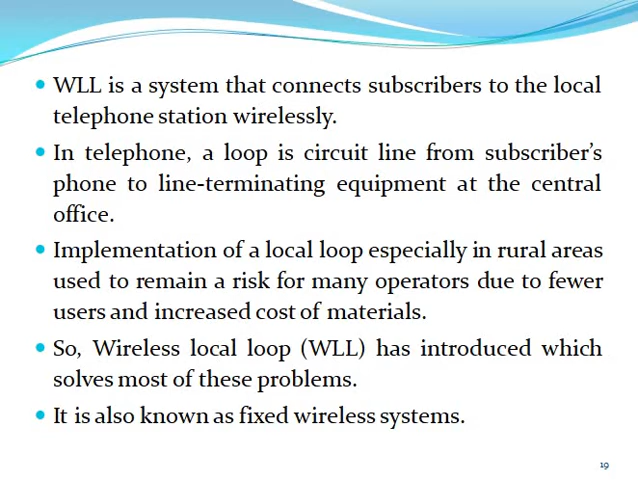 • WLL is a system that connects subscribers to the local
telephone station wirelessly.
• In telephone, a loop is circuit line from subscriber’s
phone to line-terminating equipment at the central
office.
• Implementation of a local loop especially in rural areas
used to remain a risk for many operators due to fewer
users and increased cost of materials.
• So, Wireless local loop (WLL) has introduced which
solves most of these problems.
• It is also known as fixed wireless systems.
19